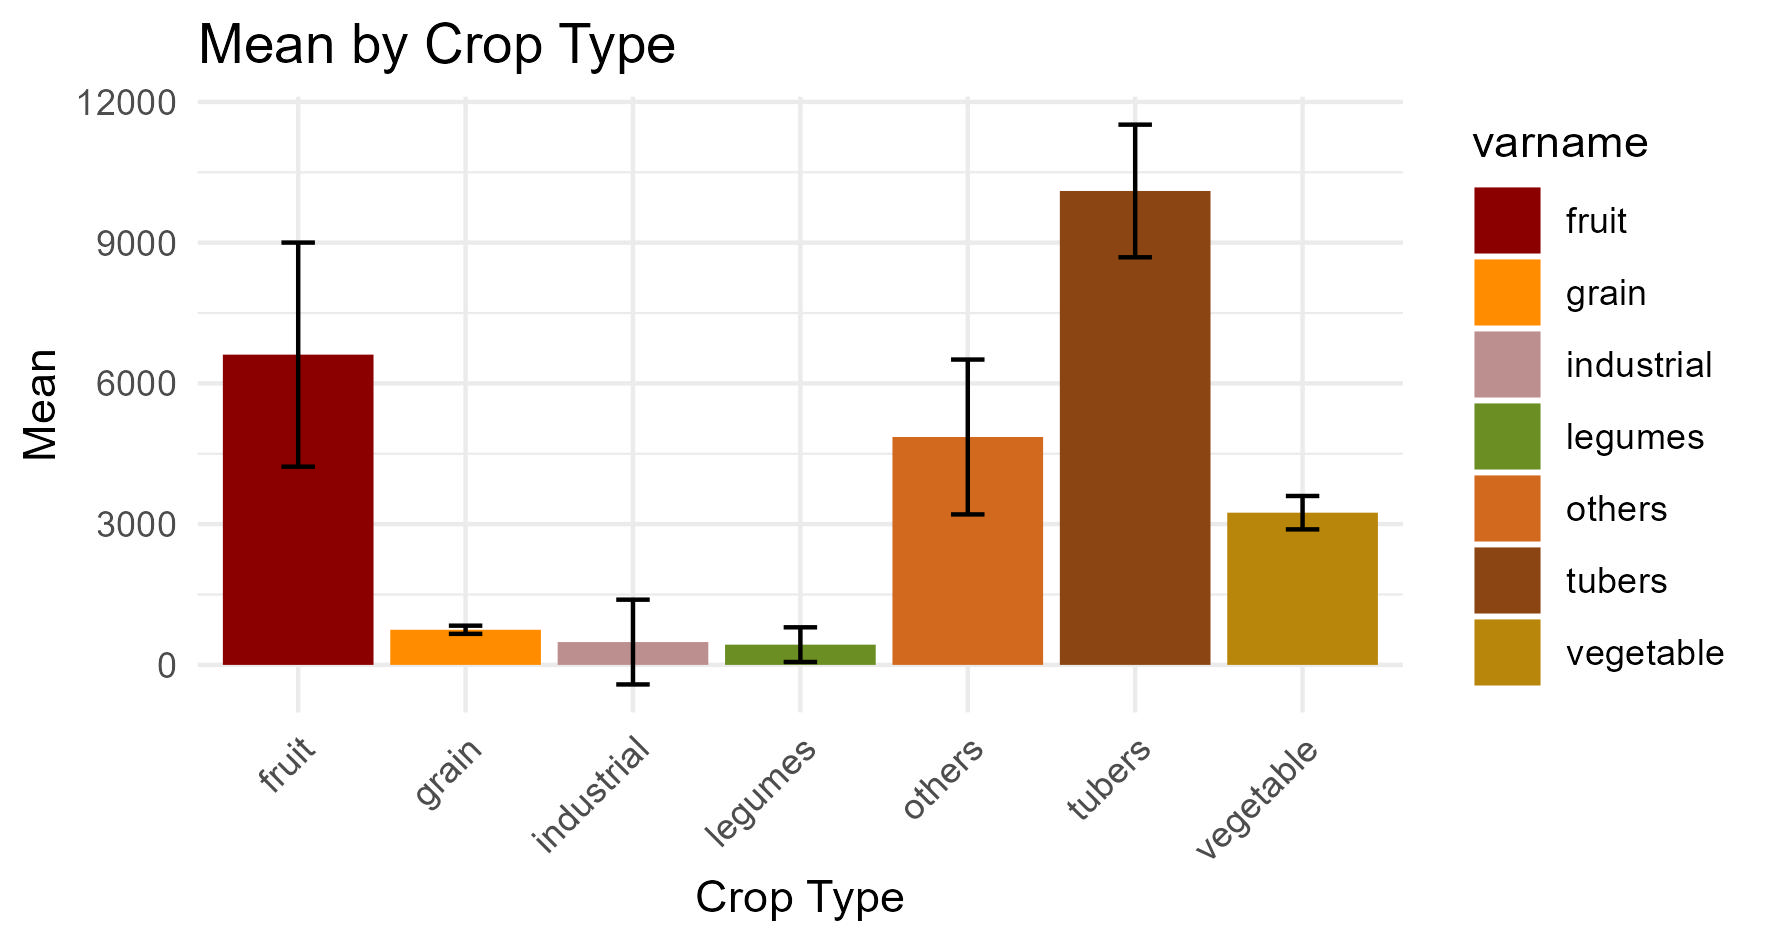 Mean by Crop Type
12000
9000
6000
3000
0
Mean
fruit
grain
industrial
legumes
others
tubers
vegetable
Crop Type
varname
fruit
grain
industrial
legumes
others
tubers
vegetable